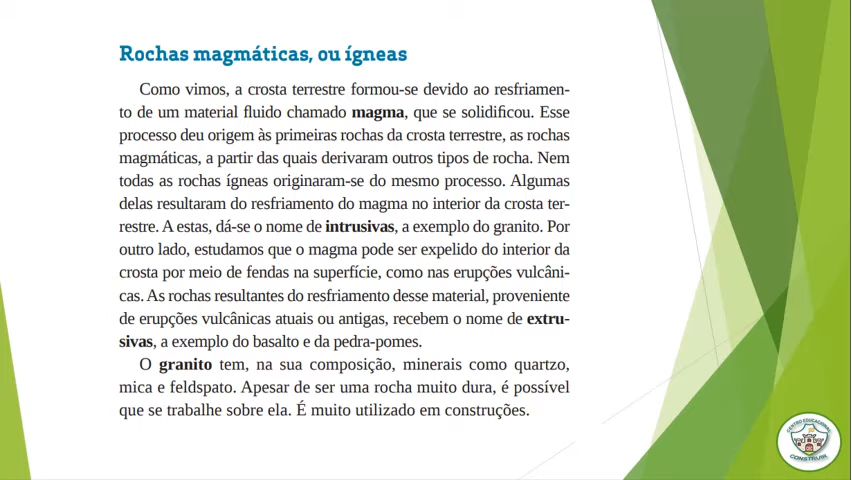 Rochas magmáticas, ou ígneas
Como vimos, a crosta terrestre formou-se devido ao resfriamen-
to de um material fluido chamado magma, que se solidificou. Esse
processo deu origem às primeiras rochas da crosta terrestre, as rochas
magmáticas, a partir das quais derivaram outros tipos de rocha. Nem
todas as rochas ígneas originaram-se do mesmo processo. Algumas
delas resultaram do resfriamento do magma no interior da crosta ter-
restre. A estas, dá-se o nome de intrusivas, a exemplo do granito. Por
outro lado, estudamos que o magma pode ser expelido do interior da
crosta por meio de fendas na superfície, como nas erupções vulcâni-
cas. As rochas resultantes do resfriamento desse material, proveniente
de erupções vulcânicas atuais ou antigas, recebem o nome de extru-
sivas, a exemplo do basalto e da pedra-pomes.
O granito tem, na sua composição, minerais como quartzo,
mica e feldspato. Apesar de ser uma rocha muito dura, é possível
que se trabalhe sobre ela. É muito utilizado em construções.
CENTRO EDUCACIONAL
CONSTRUIR